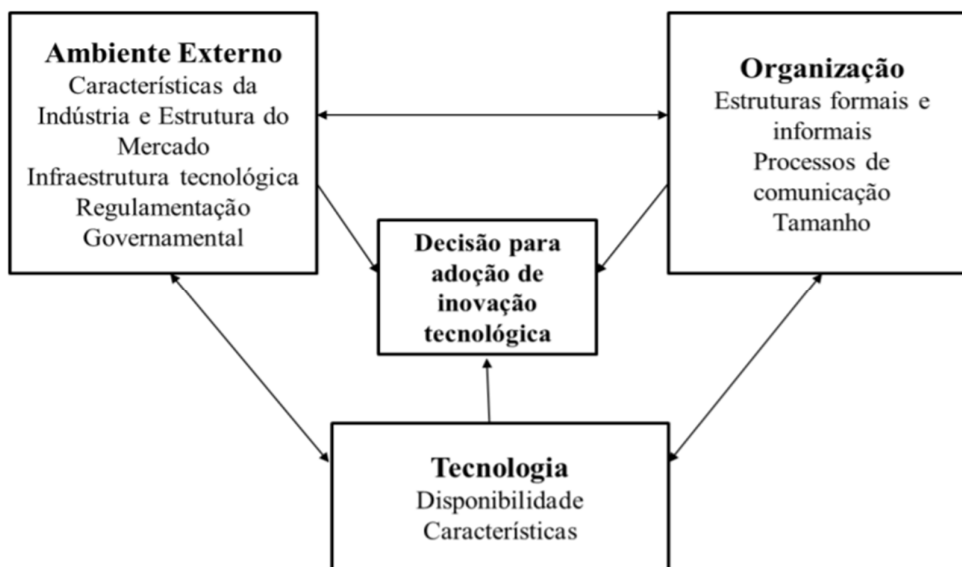 Ambiente Externo
Características da
Indústria e Estrutura do
Mercado
Infraestrutura tecnológica
Regulamentação
Governamental
Organização
Estruturas formais e
informais
Processos de
comunicação
Tamanho
Decisão para
adoção de
inovação
tecnológica
Tecnologia
Disponibilidade
Características